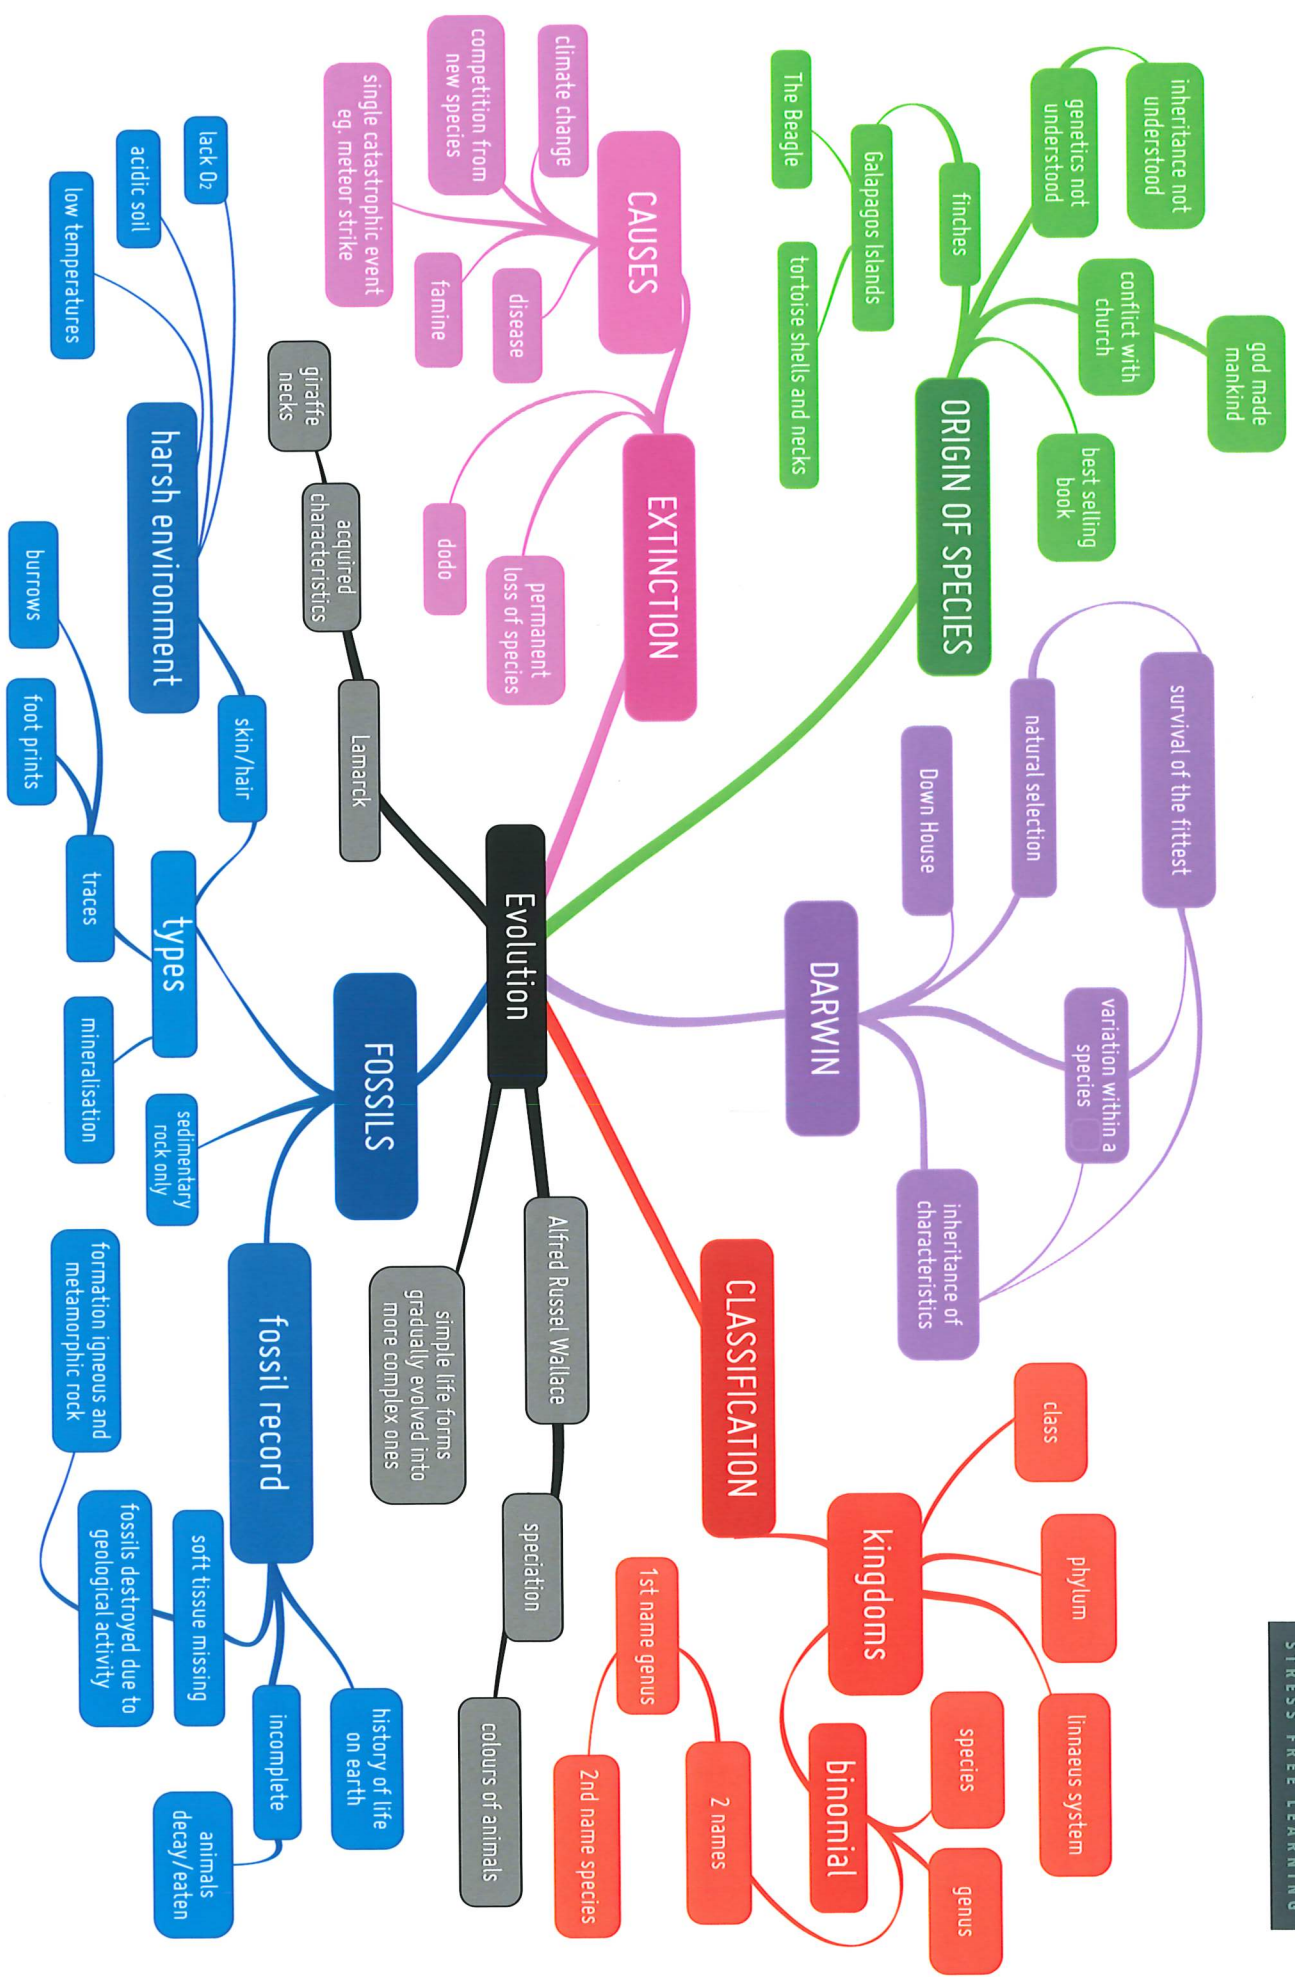 STRESS FREE LEARNING
inheritance not
understood
genetics not
understood
god made
mankind
conflict with
church
best selling
book
finches
Galapagos Islands
The Beagle
tortoise shells and necks
ORIGIN OF SPECIES
survival of the fittest
natural selection
Down House
variation within a
species
inheritance of
characteristics
DARWIN
class
phylum
linnaeus system
kingdoms
species
genus
binomial
2 names
1st name genus
2nd name species
CLASSIFICATION
CAUSES
climate change
competition from
new species
single catastrophic event
eg. meteor strike
famine
disease
EXTINCTION
permanent
loss of species
dodo
Evolution
Alfred Russel Wallace
speciation
colours of animals
simple life forms
gradually evolved into
more complex ones
Lamarck
acquired
characteristics
giraffe
necks
FOSSILS
lack O2
acidic soil
low temperatures
harsh environment
skin/hair
types
traces
burrows
foot prints
mineralisation
sedimentary
rock only
fossil record
history of life
on earth
incomplete
animals
decay/eaten
soft tissue missing
fossils destroyed due to
geological activity
formation igneous and
metamorphic rock